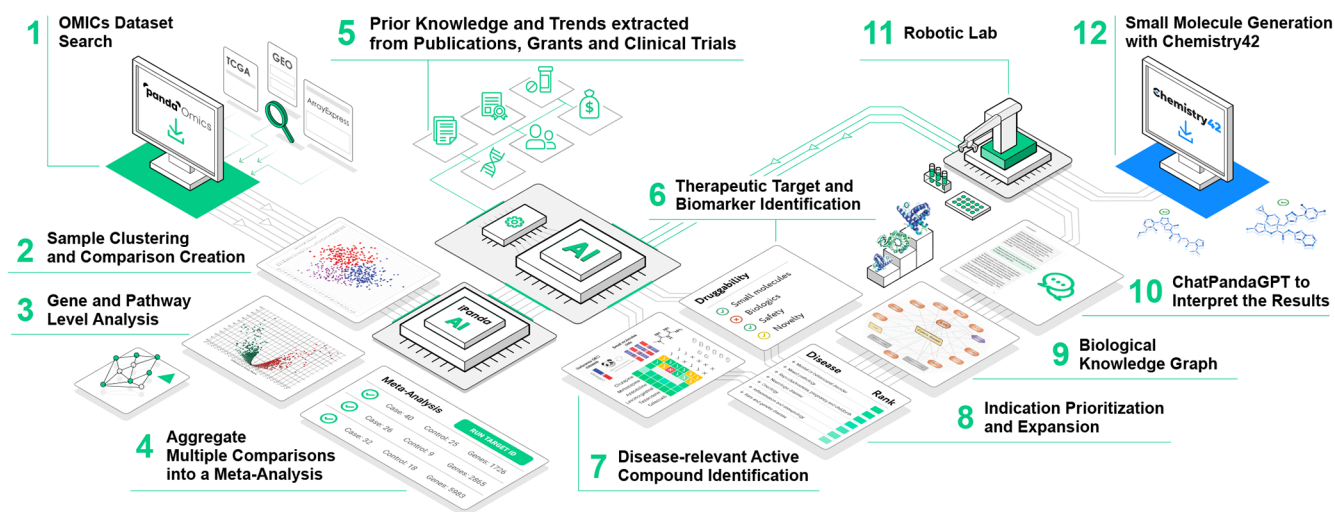 1
OMICs Dataset
Search
TCGA
GEO
ArrayExpress
panda Omics
2
Sample Clustering
and Comparison Creation
3
Gene and Pathway
Level Analysis
4
Aggregate
Multiple Comparisons
into a Meta-Analysis
Meta-Analysis
RUN TARGET ID
Case: 40
Control: 25
Genes: 1726
Case: 26
Control: 9
Genes: 2865
Case: 32
Control: 18
Genes: 5983
iPanda
AI
AI
5
Prior Knowledge and Trends extracted
from Publications, Grants and Clinical Trials
$
6
Therapeutic Target and
Biomarker Identification
Druggability
Small molecules
Biologics
Safety
Novelty
7
Disease-relevant Active
Compound Identification
8
Indication Prioritization
and Expansion
Disease
Rank
9
Biological
Knowledge Graph
10
ChatPandaGPT to
Interpret the Results
11
Robotic Lab
12
Small Molecule Generation
with Chemistry42
Chemistry42